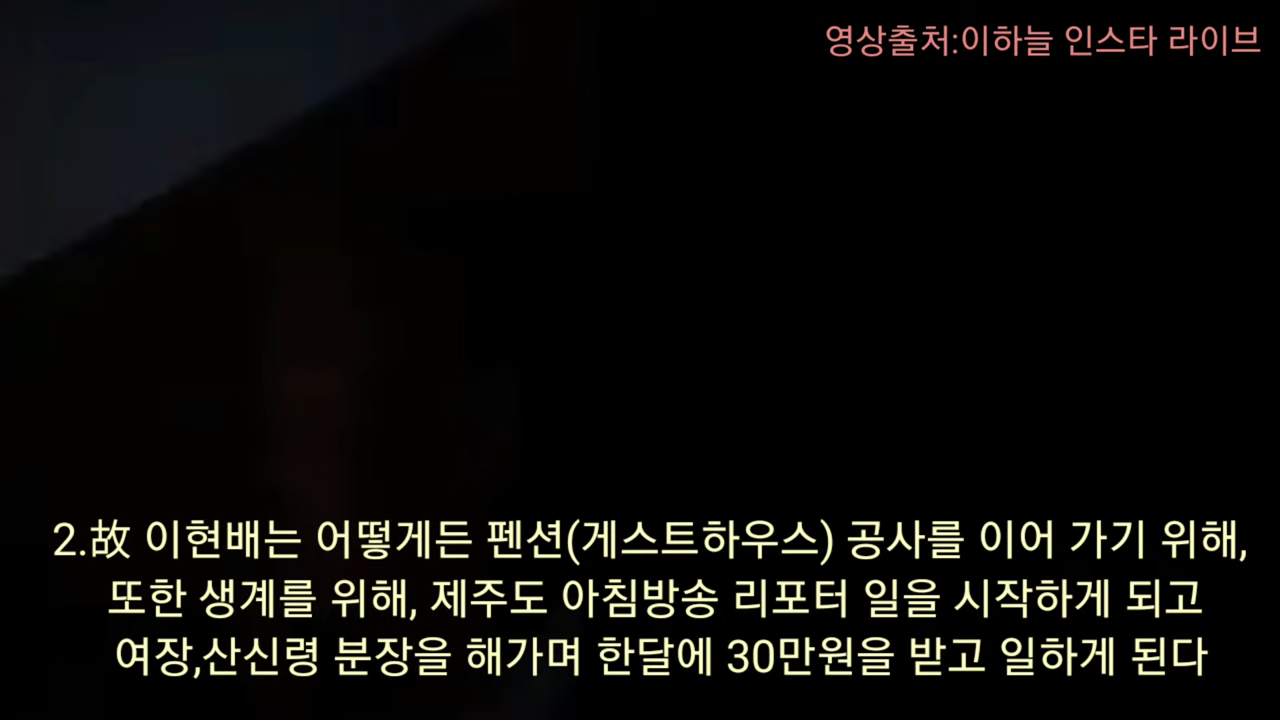 영상출처:이하늘 인스타 라이브
2.故 이현배는 어떻게든 펜션(게스트하우스) 공사를 이어 가기 위해,
또한 생계를 위해, 제주도 아침방송 리포터 일을 시작하게 되고
여장,산신령 분장을 해가며 한달에 30만원을 받고 일하게 된다